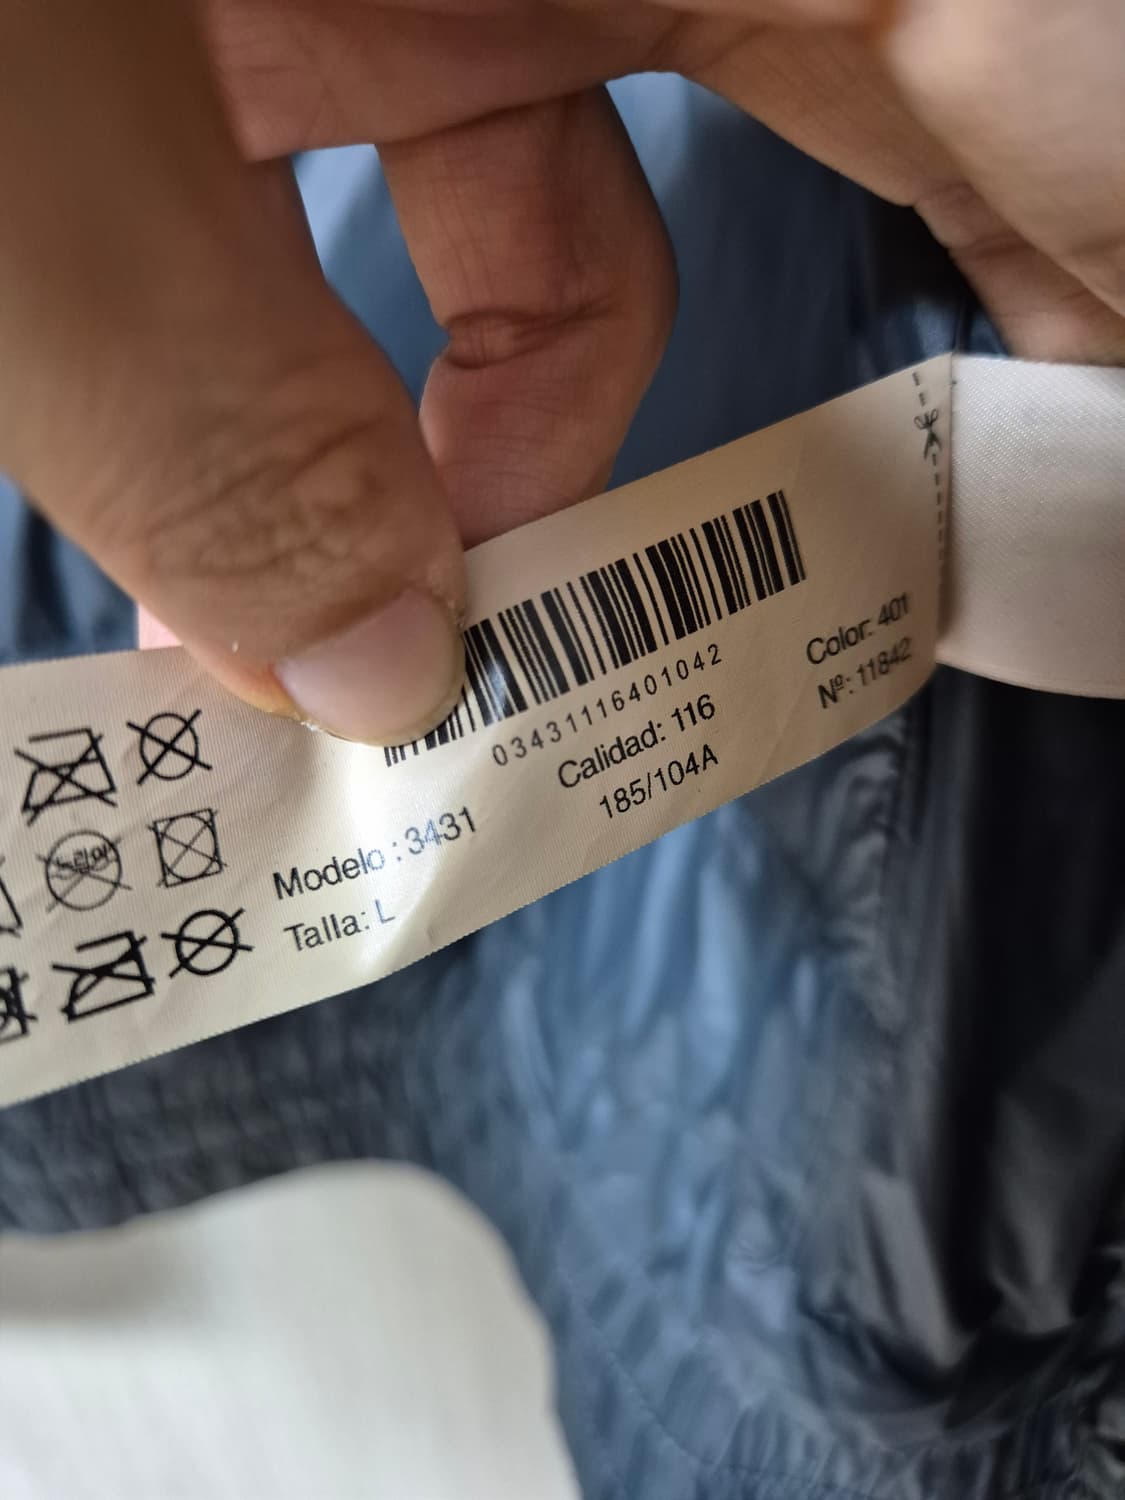 03431116401042
Calidad: 116
185/104A
Modelo : 3431
Talla: L
Color: 401
Nº: 11842